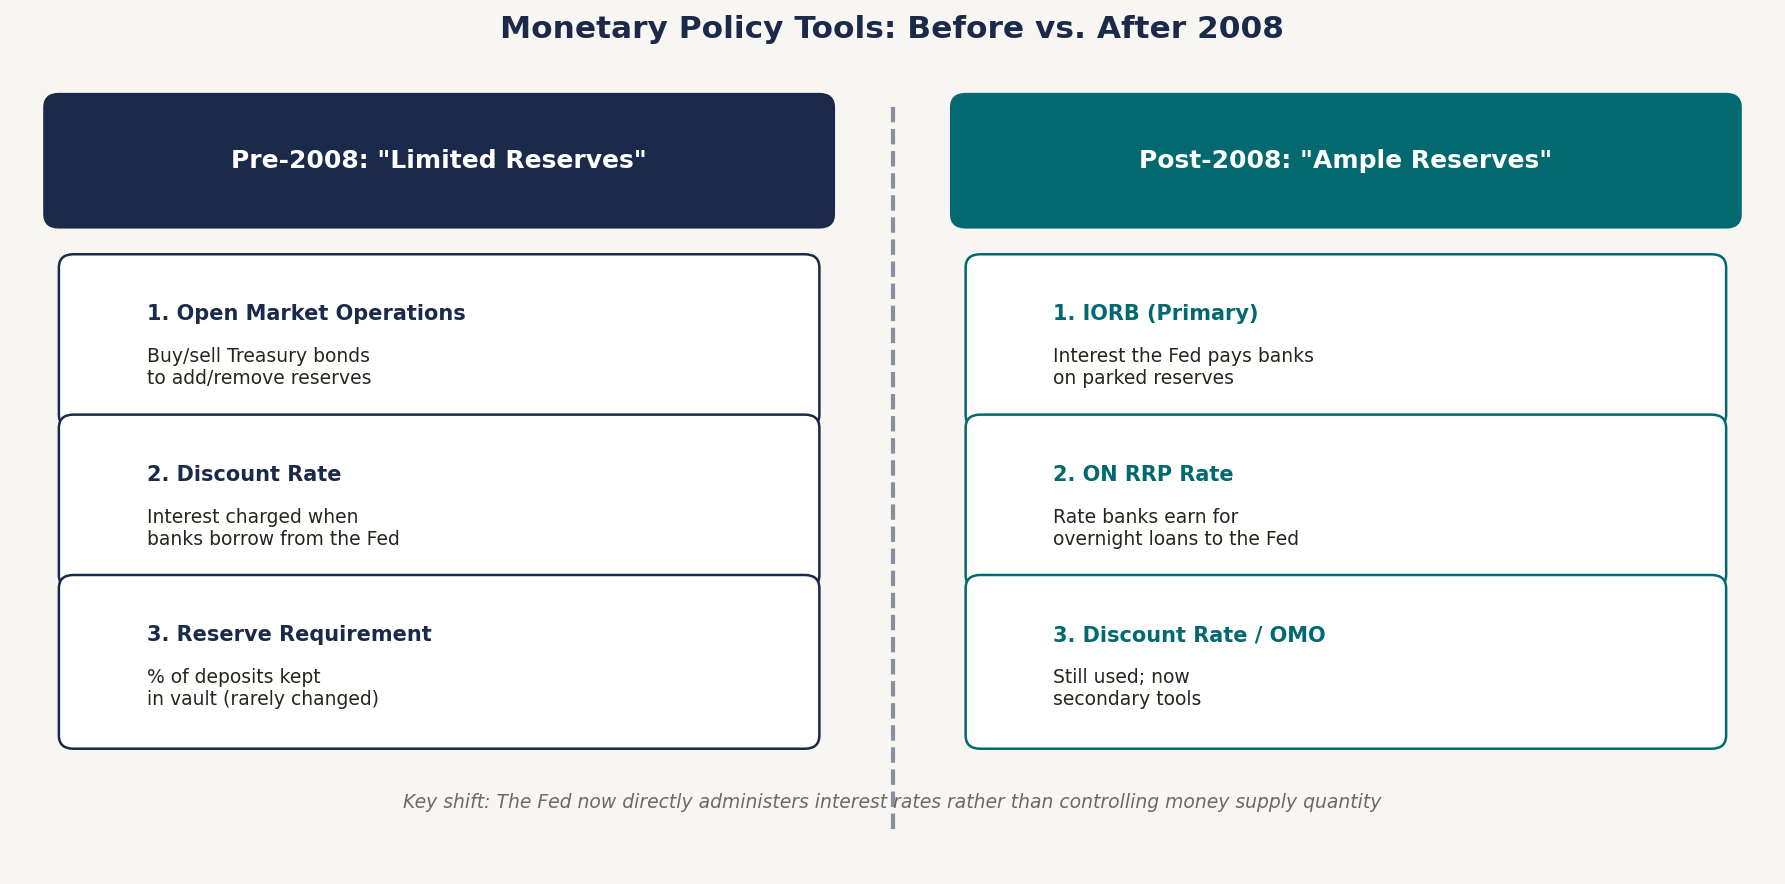 Monetary Policy Tools: Before vs. After 2008
Pre-2008: "Limited Reserves"
1. Open Market Operations
Buy/sell Treasury bonds
to add/remove reserves
2. Discount Rate
Interest charged when
banks borrow from the Fed
3. Reserve Requirement
% of deposits kept
in vault (rarely changed)
Post-2008: "Ample Reserves"
1. IORB (Primary)
Interest the Fed pays banks
on parked reserves
2. ON RRP Rate
Rate banks earn for
overnight loans to the Fed
3. Discount Rate / OMO
Still used; now
secondary tools
Key shift: The Fed now directly administers interest rates rather than controlling money supply quantity